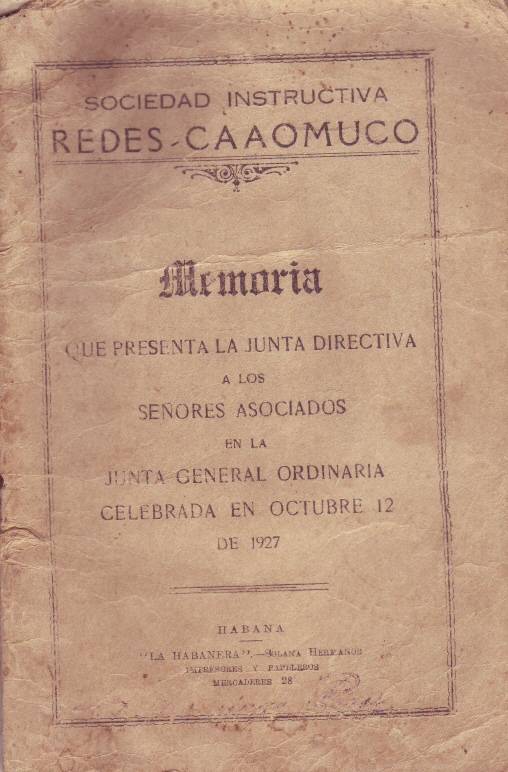 SOCIEDAD INSTRUCTIVA
REDES-CAAOMUCO
Memoria
QUE PRESENTA LA JUNTA DIRECTIVA
A LOS
SEÑORES ASOCIADOS
EN LA
JUNTA GENERAL ORDINARIA
CELEBRADA EN OCTUBRE 12
DE 1927
HABANA
"LA HABANERA".—SOLANA HERMANOS
IMPRESORES Y PAPELEROS
MERCADERES 28